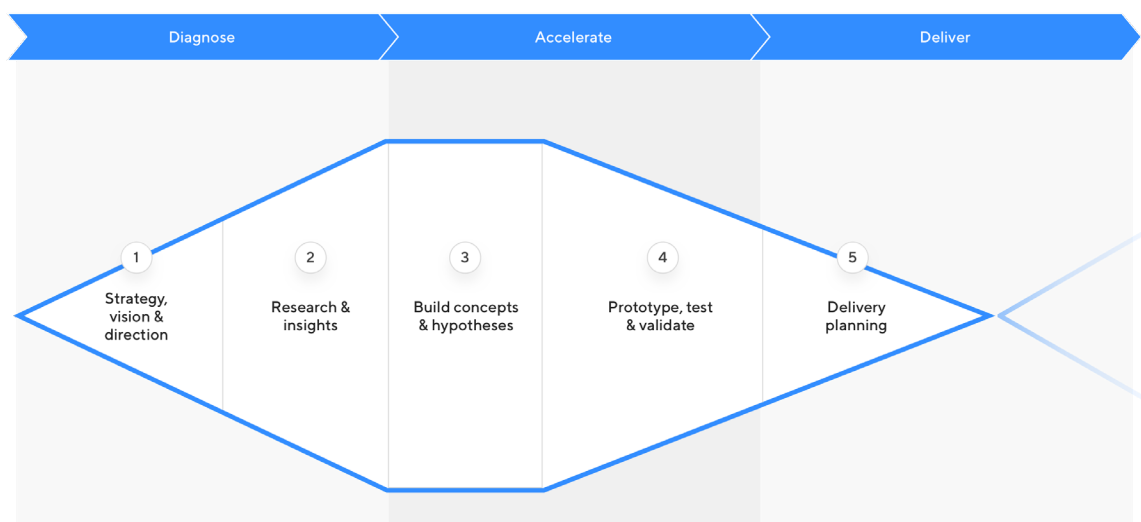 Diagnose
Accelerate
Deliver
1
Strategy,
vision &
direction
2
Research &
insights
3
Build concepts
& hypotheses
4
Prototype, test
& validate
5
Delivery
planning